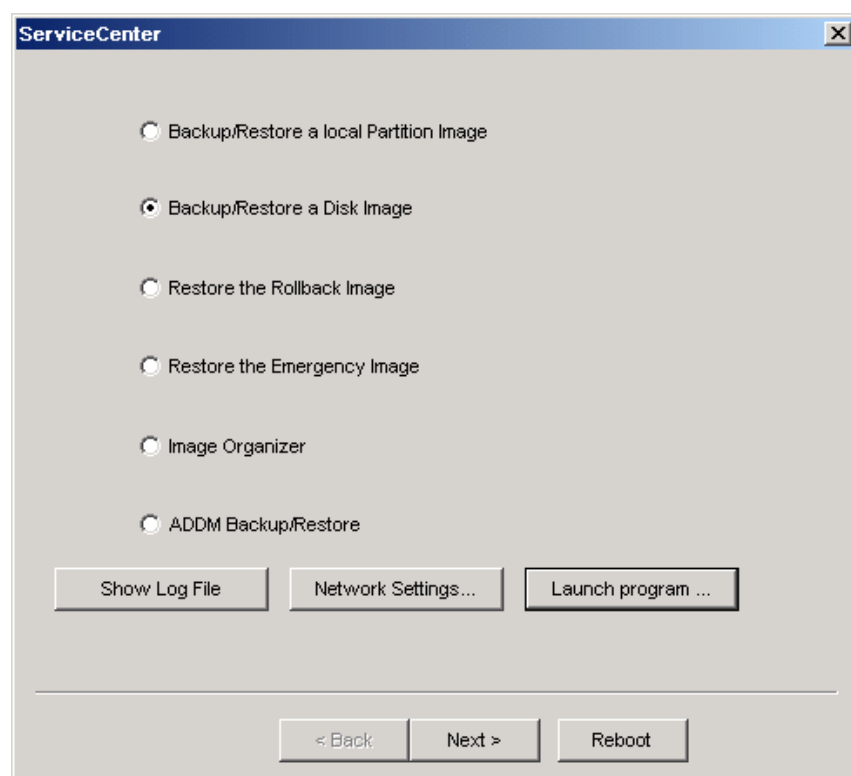 ServiceCenter
Backup/Restore a local Partition Image
Backup/Restore a Disk Image
Restore the Rollback Image
Restore the Emergency Image
Image Organizer
ADDM Backup/Restore
Show Log File
Network Settings...
Launch program ...
< Back
Next >
Reboot